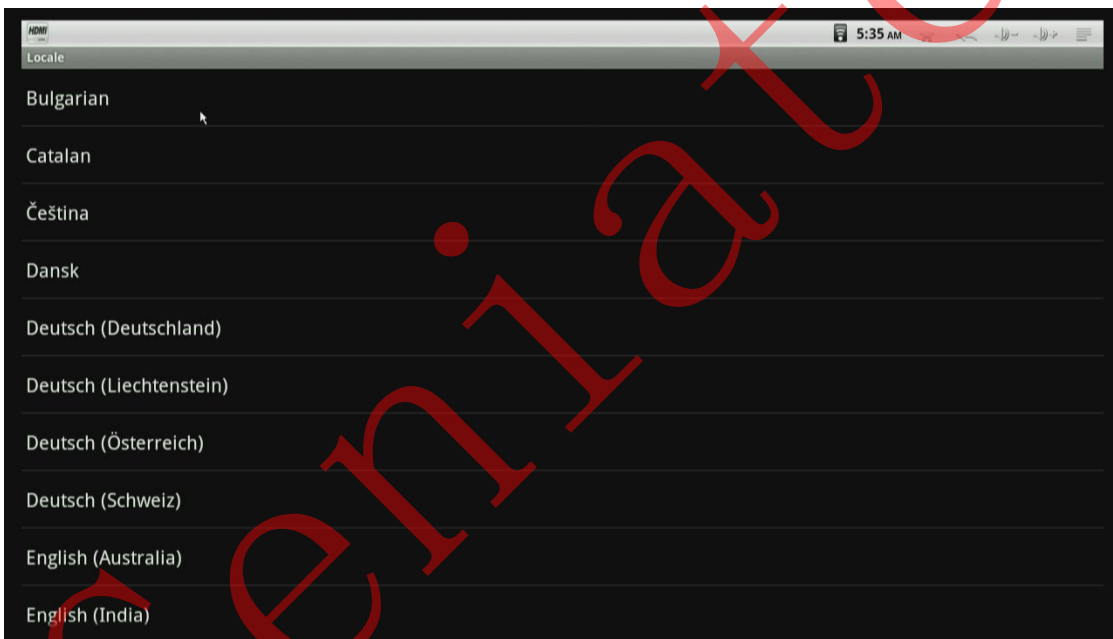 HDMI
5:35 AM
Locale
Bulgarian
Catalan
Čeština
Dansk
Deutsch (Deutschland)
Deutsch (Liechtenstein)
Deutsch (Österreich)
Deutsch (Schweiz)
English (Australia)
English (India)